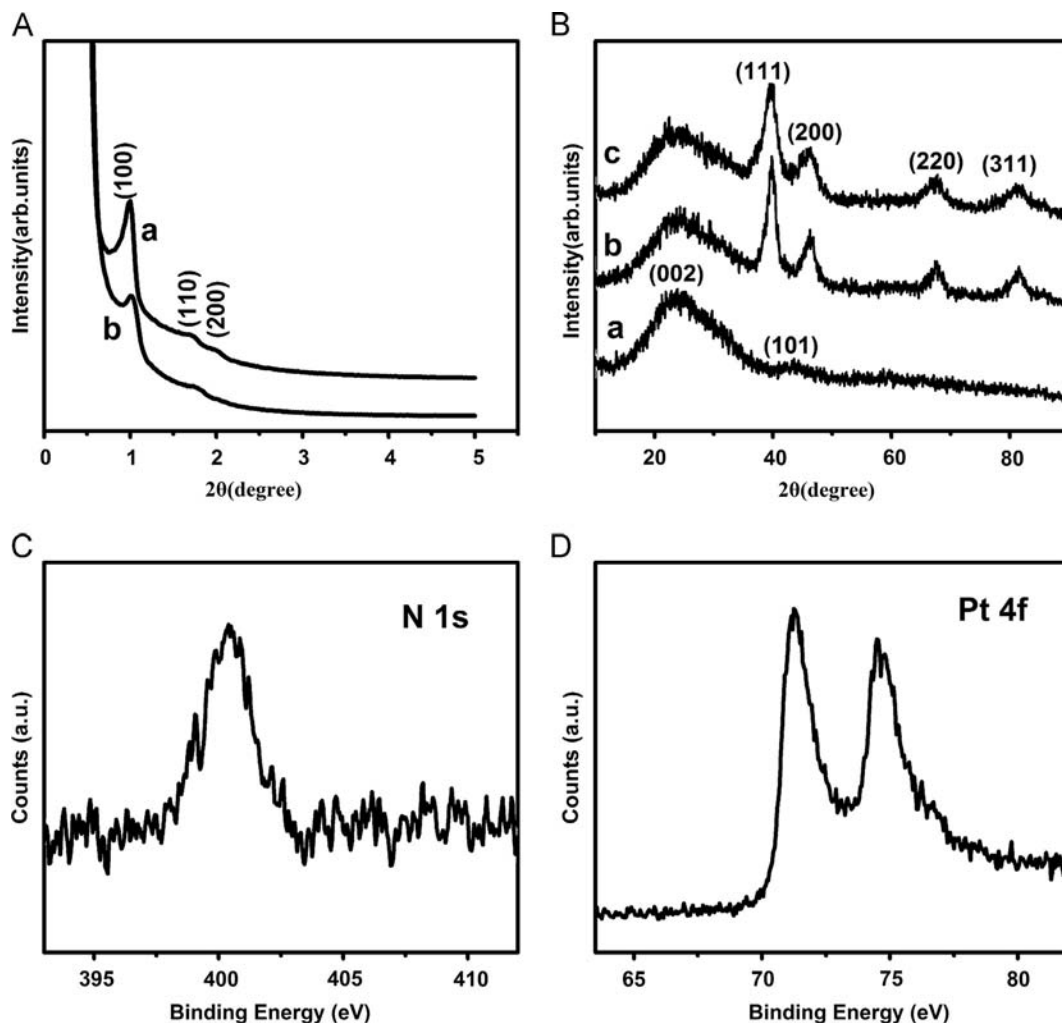 A
Intensity(arb.units)
(100)
a
b
(110)
(200)
0 1 2 3 4 5
2θ(degree)
B
Intensity(arb.units)
(111)
(200)
(220)
(311)
c
b
(002)
a
(101)
20 40 60 80
2θ(degree)
C
Counts (a.u.)
N 1s
395 400 405 410
Binding Energy (eV)
D
Counts (a.u.)
Pt 4f
65 70 75 80
Binding Energy (eV)